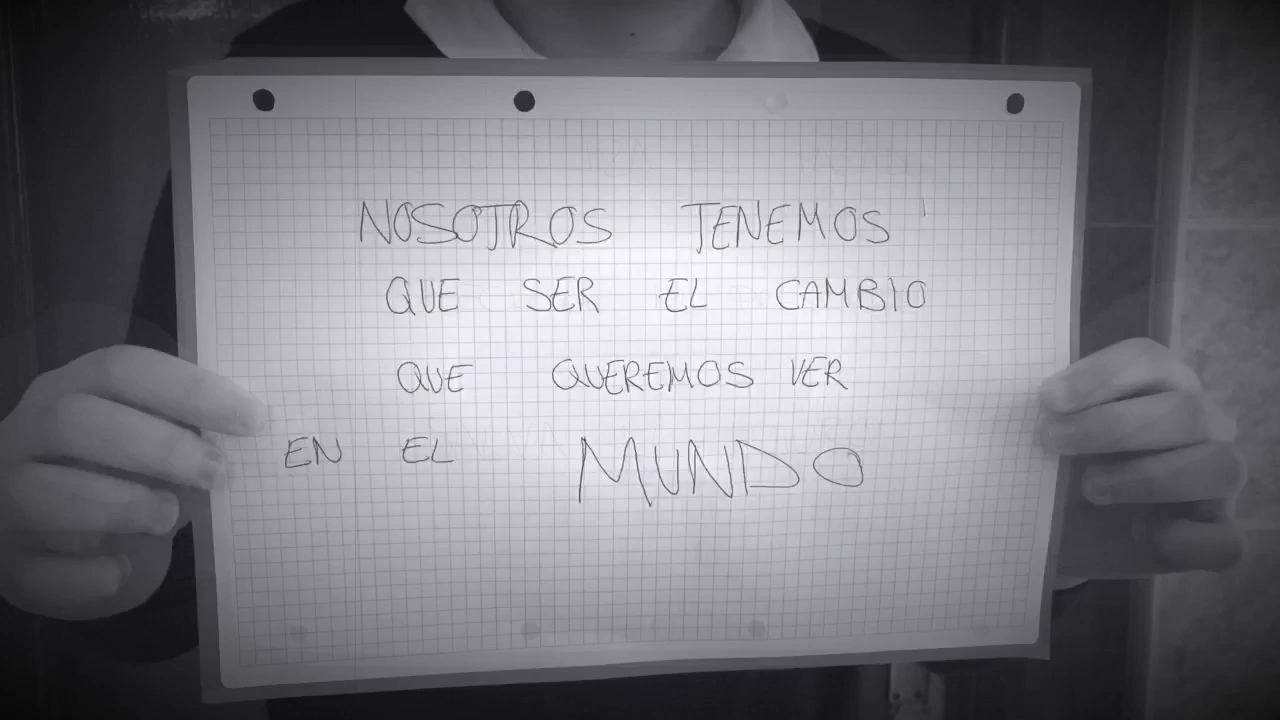 NOSOTROS TENEMOS
QUE SER EL CAMBIO
QUE QUEREMOS VER
EN EL MUNDO